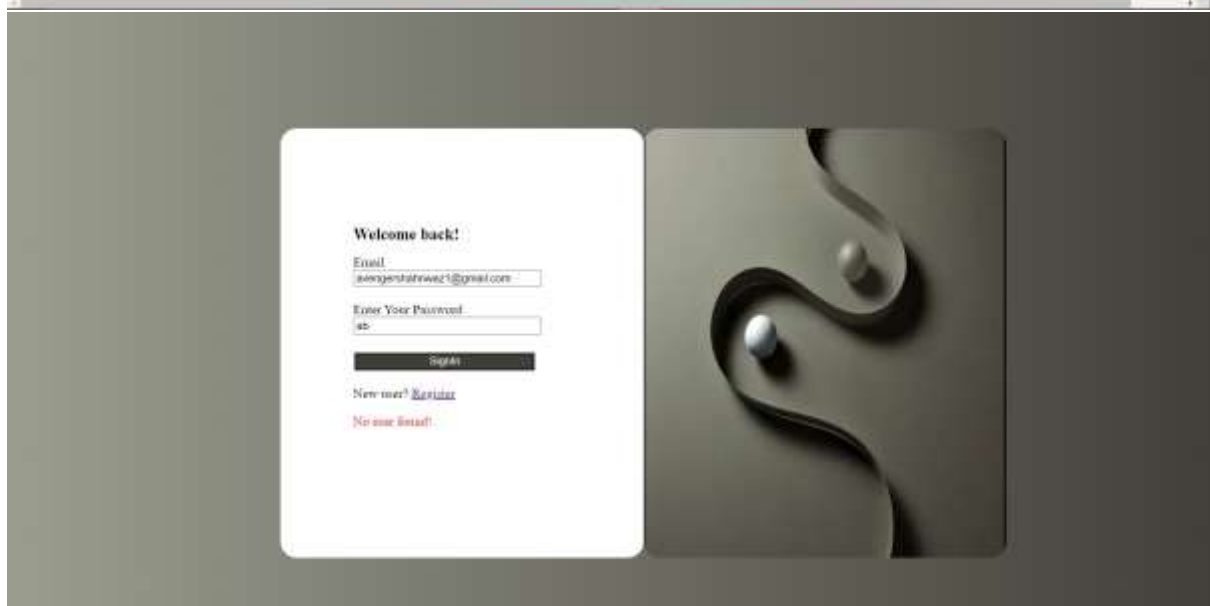 Welcome back!
Email
avengershahnwaz1@gmail.com
Enter Your Password
ab
SignIn
New user? Register
No user found!